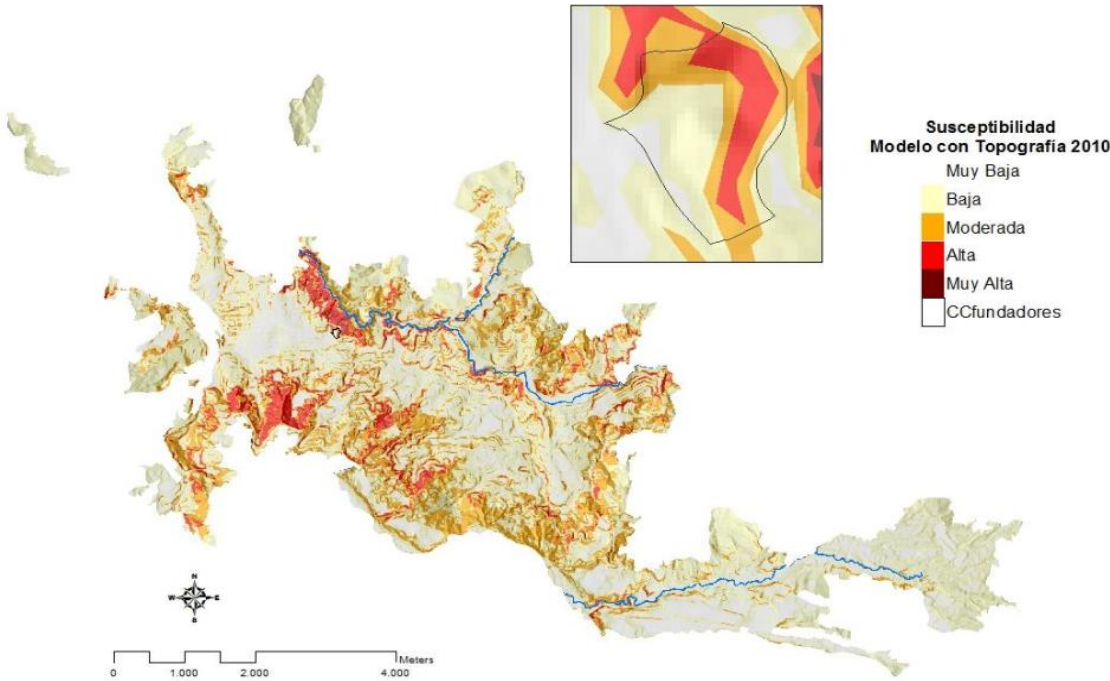 Susceptibilidad
Modelo con Topografía 2010
Muy Baja
Baja
Moderada
Alta
Muy Alta
CCfundadores
N
W E
S
Meters
0 1.000 2.000 4.000